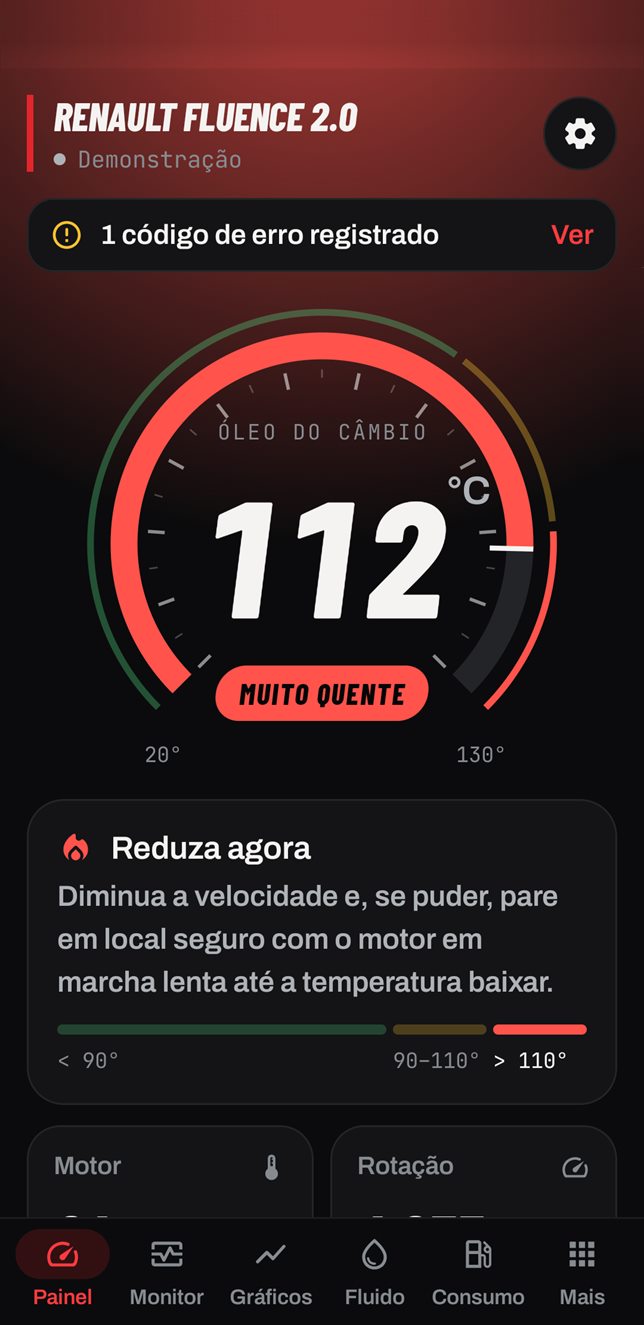 RENAULT FLUENCE 2.0
Demonstração
1 código de erro registrado
Ver
ÓLEO DO CÂMBIO
°C
112
MUITO QUENTE
20°
130°
Reduza agora
Diminua a velocidade e, se puder, pare
em local seguro com o motor em
marcha lenta até a temperatura baixar.
< 90°
90–110°
> 110°
Motor
Rotação
Painel
Monitor
Gráficos
Fluido
Consumo
Mais